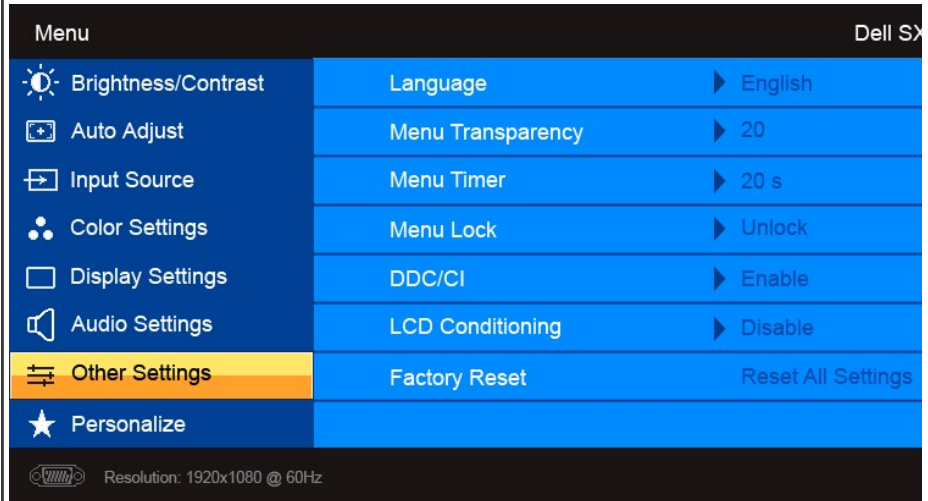 Menu Dell SX
Brightness/Contrast Language English
Auto Adjust Menu Transparency 20
Input Source Menu Timer 20 s
Color Settings Menu Lock Unlock
Display Settings DDC/CI Enable
Audio Settings LCD Conditioning Disable
Other Settings Factory Reset Reset All Settings
Personalize
Resolution: 1920x1080 @ 60Hz